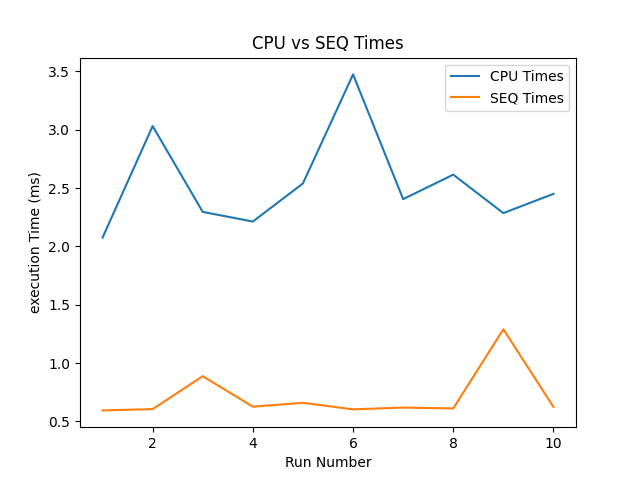 CPU vs SEQ Times
CPU Times
SEQ Times
3.5
3.0
2.5
2.0
1.5
1.0
0.5
execution Time (ms)
2
4
6
8
10
Run Number